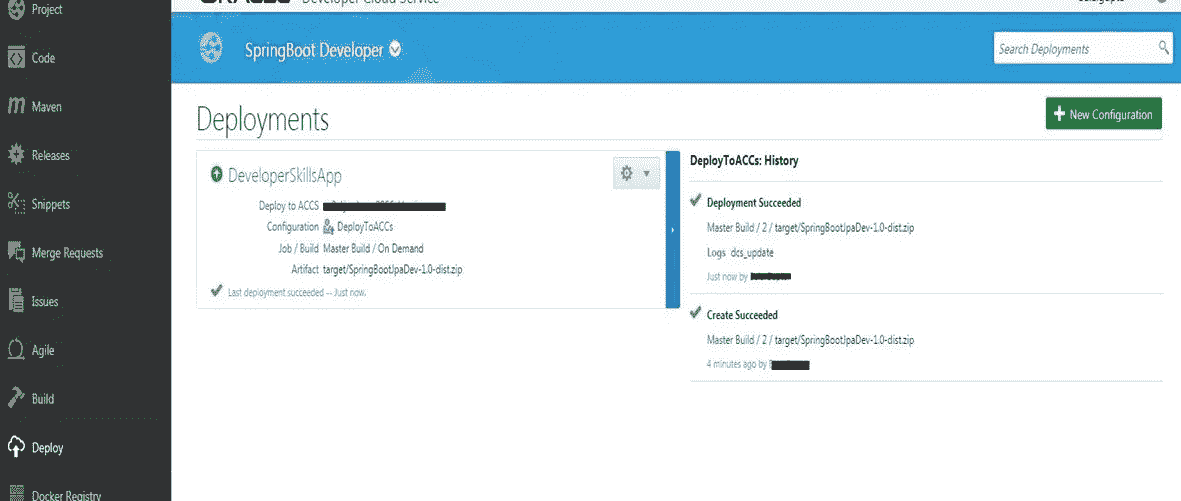 Project
Code
Maven
Releases
Snippets
Merge Requests
Issues
Agile
Build
Deploy
Docker Registry
Developer Cloud Service
SpringBoot Developer
Search Deployments
Deployments
New Configuration
DeveloperSkillsApp
Deploy to ACCS
Configuration DeployToACCs
Job / Build Master Build / On Demand
Artifact target/SpringBootJpaDev-1.0-dist.zip
Last deployment succeeded -- Just now.
DeployToACCs: History
Deployment Succeeded
Master Build / 2 / target/SpringBootJpaDev-1.0-dist.zip
Logs dcs_update
Just now by
Create Succeeded
Master Build / 2 / target/SpringBootJpaDev-1.0-dist.zip
4 minutes ago by